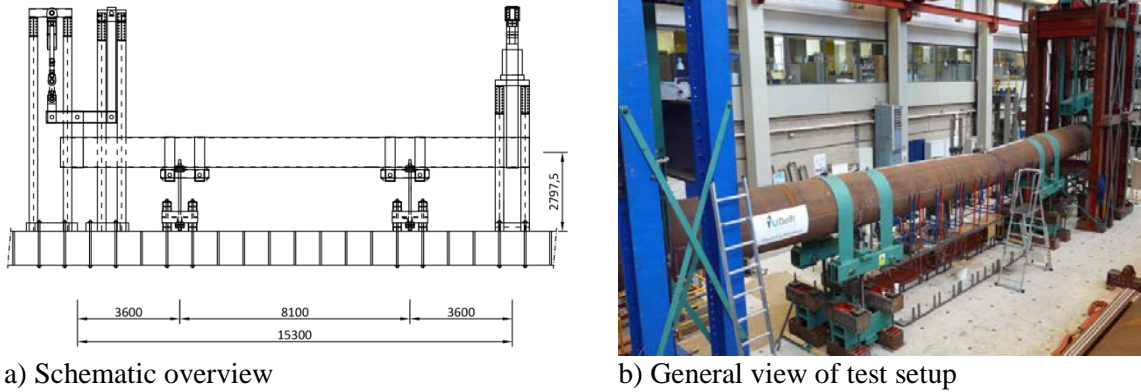 2797,5
3600
8100
3600
15300
TU Delft
a) Schematic overview
b) General view of test setup